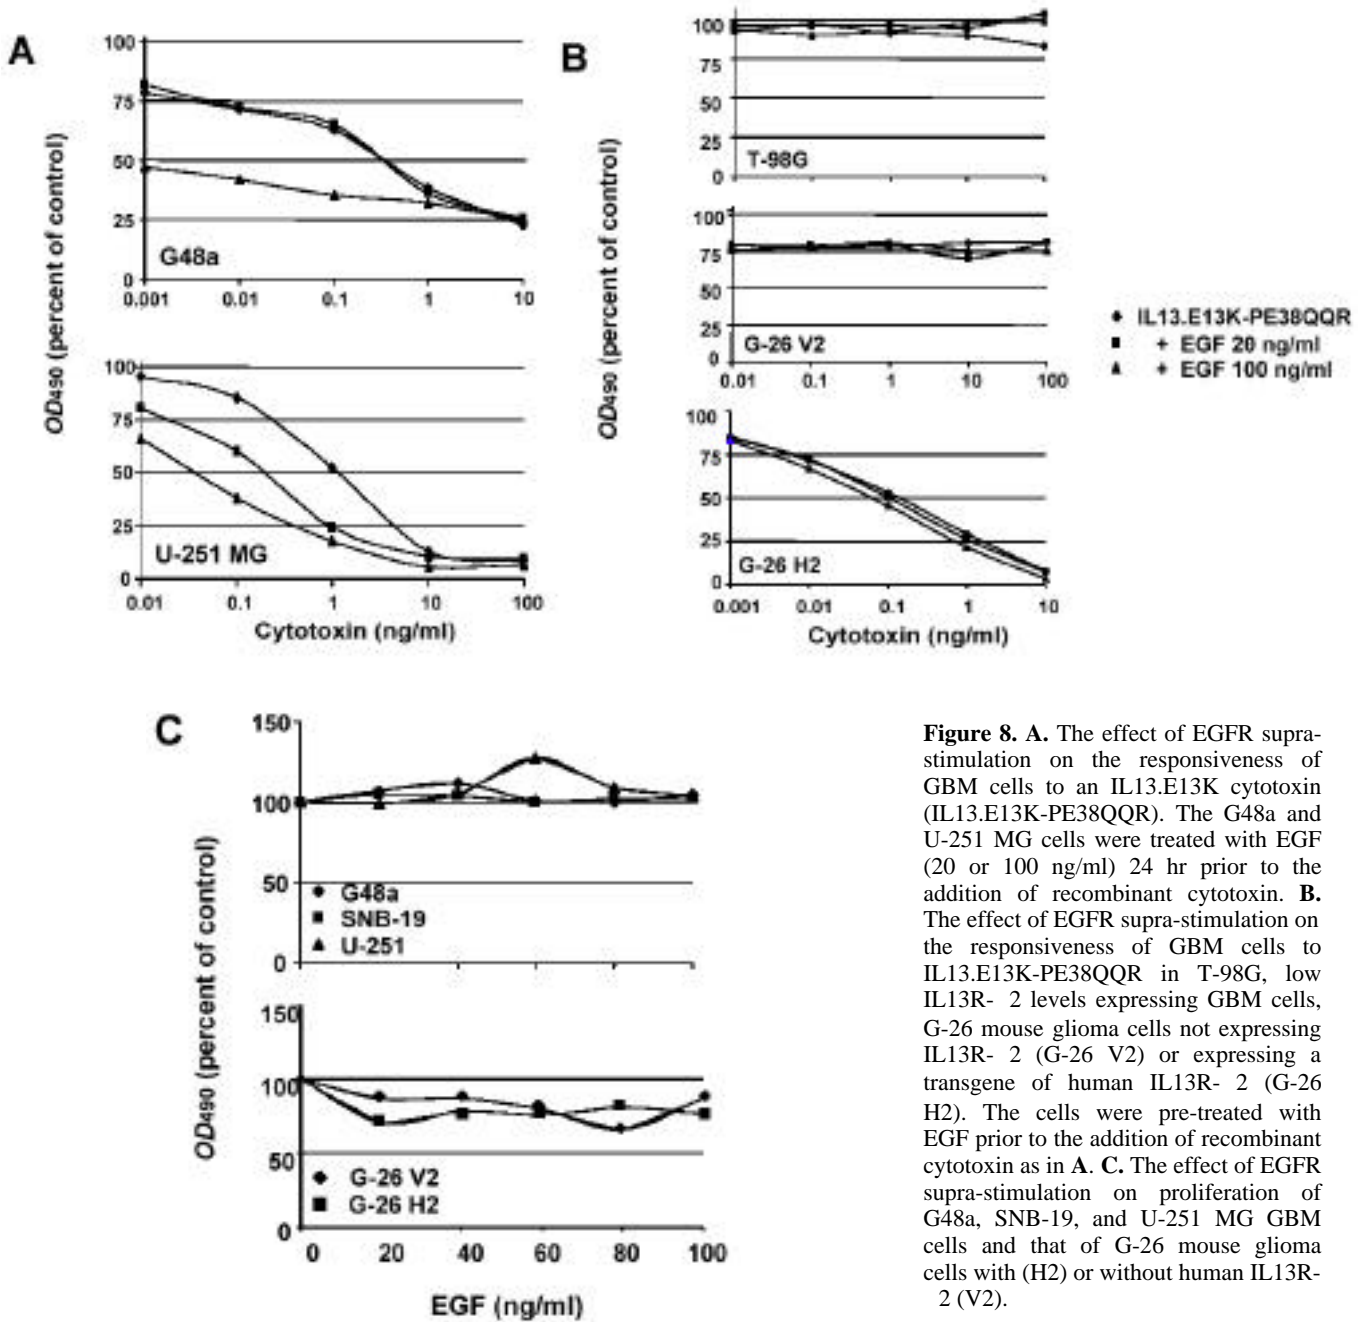 A
100
75
50
25
0
G48a
0.001 0.01 0.1 1 10
100
75
50
25
0
U-251 MG
0.01 0.1 1 10 100
Cytotoxin (ng/ml)
OD490 (percent of control)
B
100
75
50
25
0
T-98G
100
75
50
25
0
G-26 V2
0.01 0.1 1 10 100
100
75
50
25
0
G-26 H2
0.001 0.01 0.1 1 10
Cytotoxin (ng/ml)
OD490 (percent of control)
IL13.E13K-PE38QQR
+ EGF 20 ng/ml
+ EGF 100 ng/ml
C
150
100
50
0
G48a
SNB-19
U-251
150
100
50
0
G-26 V2
G-26 H2
0 20 40 60 80 100
EGF (ng/ml)
OD490 (percent of control)
Figure 8. A. The effect of EGFR supra-
stimulation on the responsiveness of
GBM cells to an IL13.E13K cytotoxin
(IL13.E13K-PE38QQR). The G48a and
U-251 MG cells were treated with EGF
(20 or 100 ng/ml) 24 hr prior to the
addition of recombinant cytotoxin. B.
The effect of EGFR supra-stimulation on
the responsiveness of GBM cells to
IL13.E13K-PE38QQR in T-98G, low
IL13R- 2 levels expressing GBM cells,
G-26 mouse glioma cells not expressing
IL13R- 2 (G-26 V2) or expressing a
transgene of human IL13R- 2 (G-26
H2). The cells were pre-treated with
EGF prior to the addition of recombinant
cytotoxin as in A. C. The effect of EGFR
supra-stimulation on proliferation of
G48a, SNB-19, and U-251 MG GBM
cells and that of G-26 mouse glioma
cells with (H2) or without human IL13R-
2 (V2).